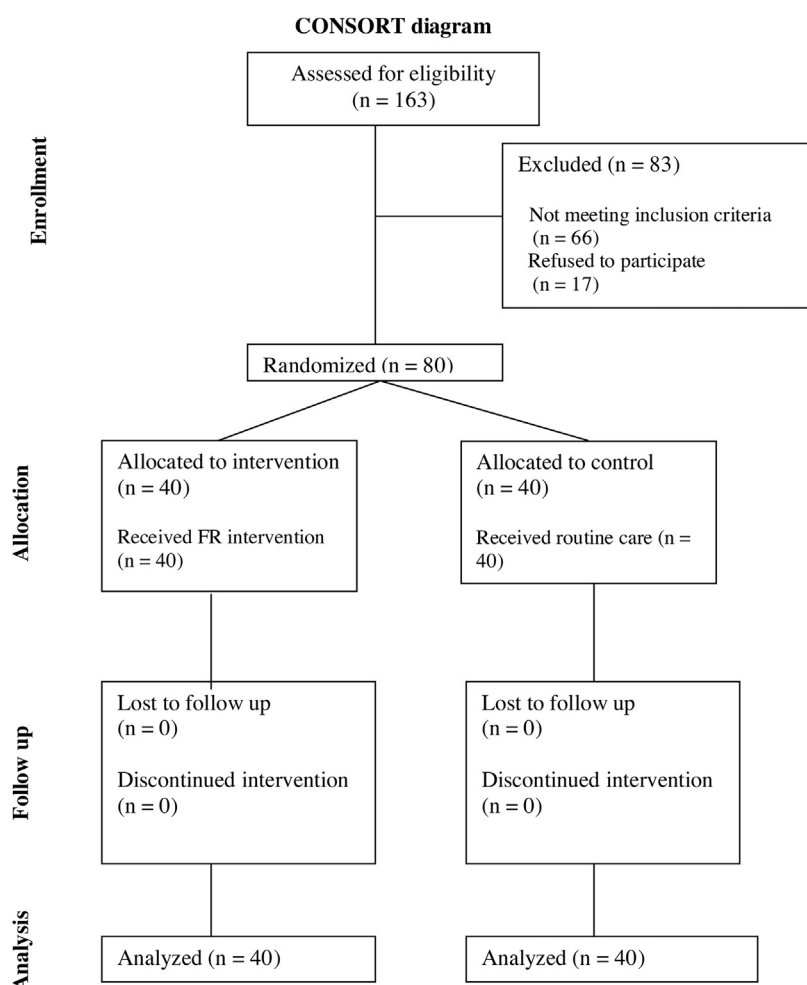 CONSORT diagram
Assessed for eligibility
(n = 163)
Enrollment
Excluded (n = 83)
Not meeting inclusion criteria
(n = 66)
Refused to participate
(n = 17)
Randomized (n = 80)
Allocation
Allocated to intervention
(n = 40)
Received FR intervention
(n = 40)
Allocated to control
(n = 40)
Received routine care (n =
40)
Follow up
Lost to follow up
(n = 0)
Discontinued intervention
(n = 0)
Lost to follow up
(n = 0)
Discontinued intervention
(n = 0)
Analysis
Analyzed (n = 40)
Analyzed (n = 40)